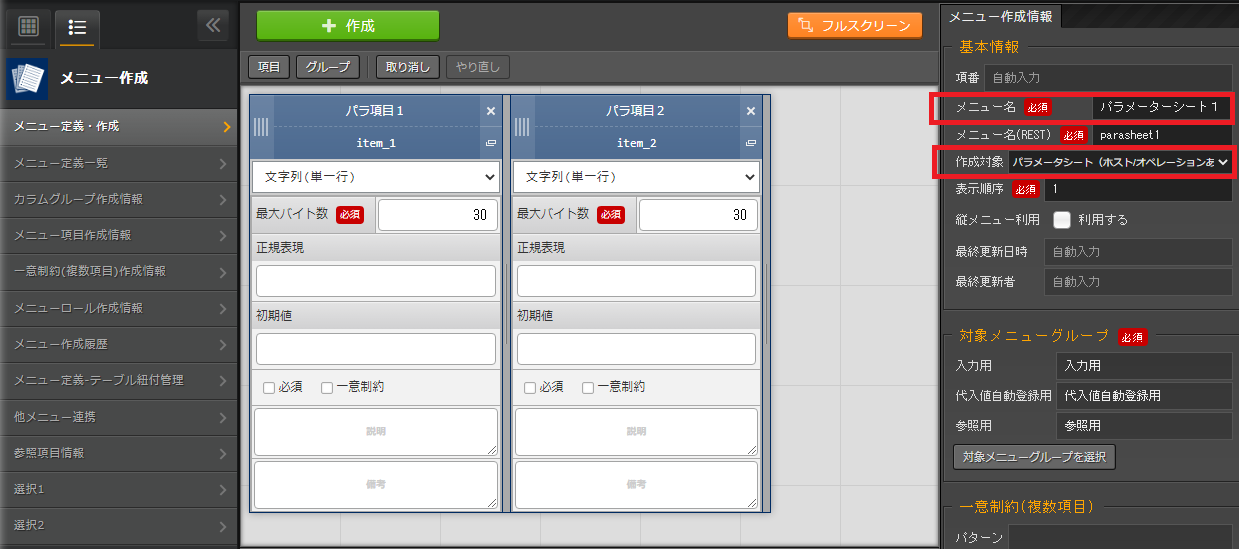 メニュー作成
メニュー定義・作成
メニュー定義一覧
カラムグループ作成情報
メニュー項目作成情報
一意制約(複数項目)作成情報
メニューロール作成情報
メニュー作成履歴
メニュー定義-テーブル紐付管理
他メニュー連携
参照項目情報
選択1
選択2
作成
フルスクリーン
項目 グループ 取り消し やり直し
パラ項目1
item_1
文字列(単一行)
最大バイト数 必須 30
正規表現
初期値
必須 一意制約
説明
備考
パラ項目2
item_2
文字列(単一行)
最大バイト数 必須 30
正規表現
初期値
必須 一意制約
説明
備考
メニュー作成情報
基本情報
項番 自動入力
メニュー名 必須 パラメーターシート1
メニュー名(REST) 必須 parasheet1
作成対象 パラメータシート(ホスト/オペレーションあ
表示順序 必須 1
縦メニュー利用 利用する
最終更新日時 自動入力
最終更新者 自動入力
対象メニューグループ 必須
入力用 入力用
代入値自動登録用 代入値自動登録用
参照用 参照用
対象メニューグループを選択
一意制約(複数項目)
パターン